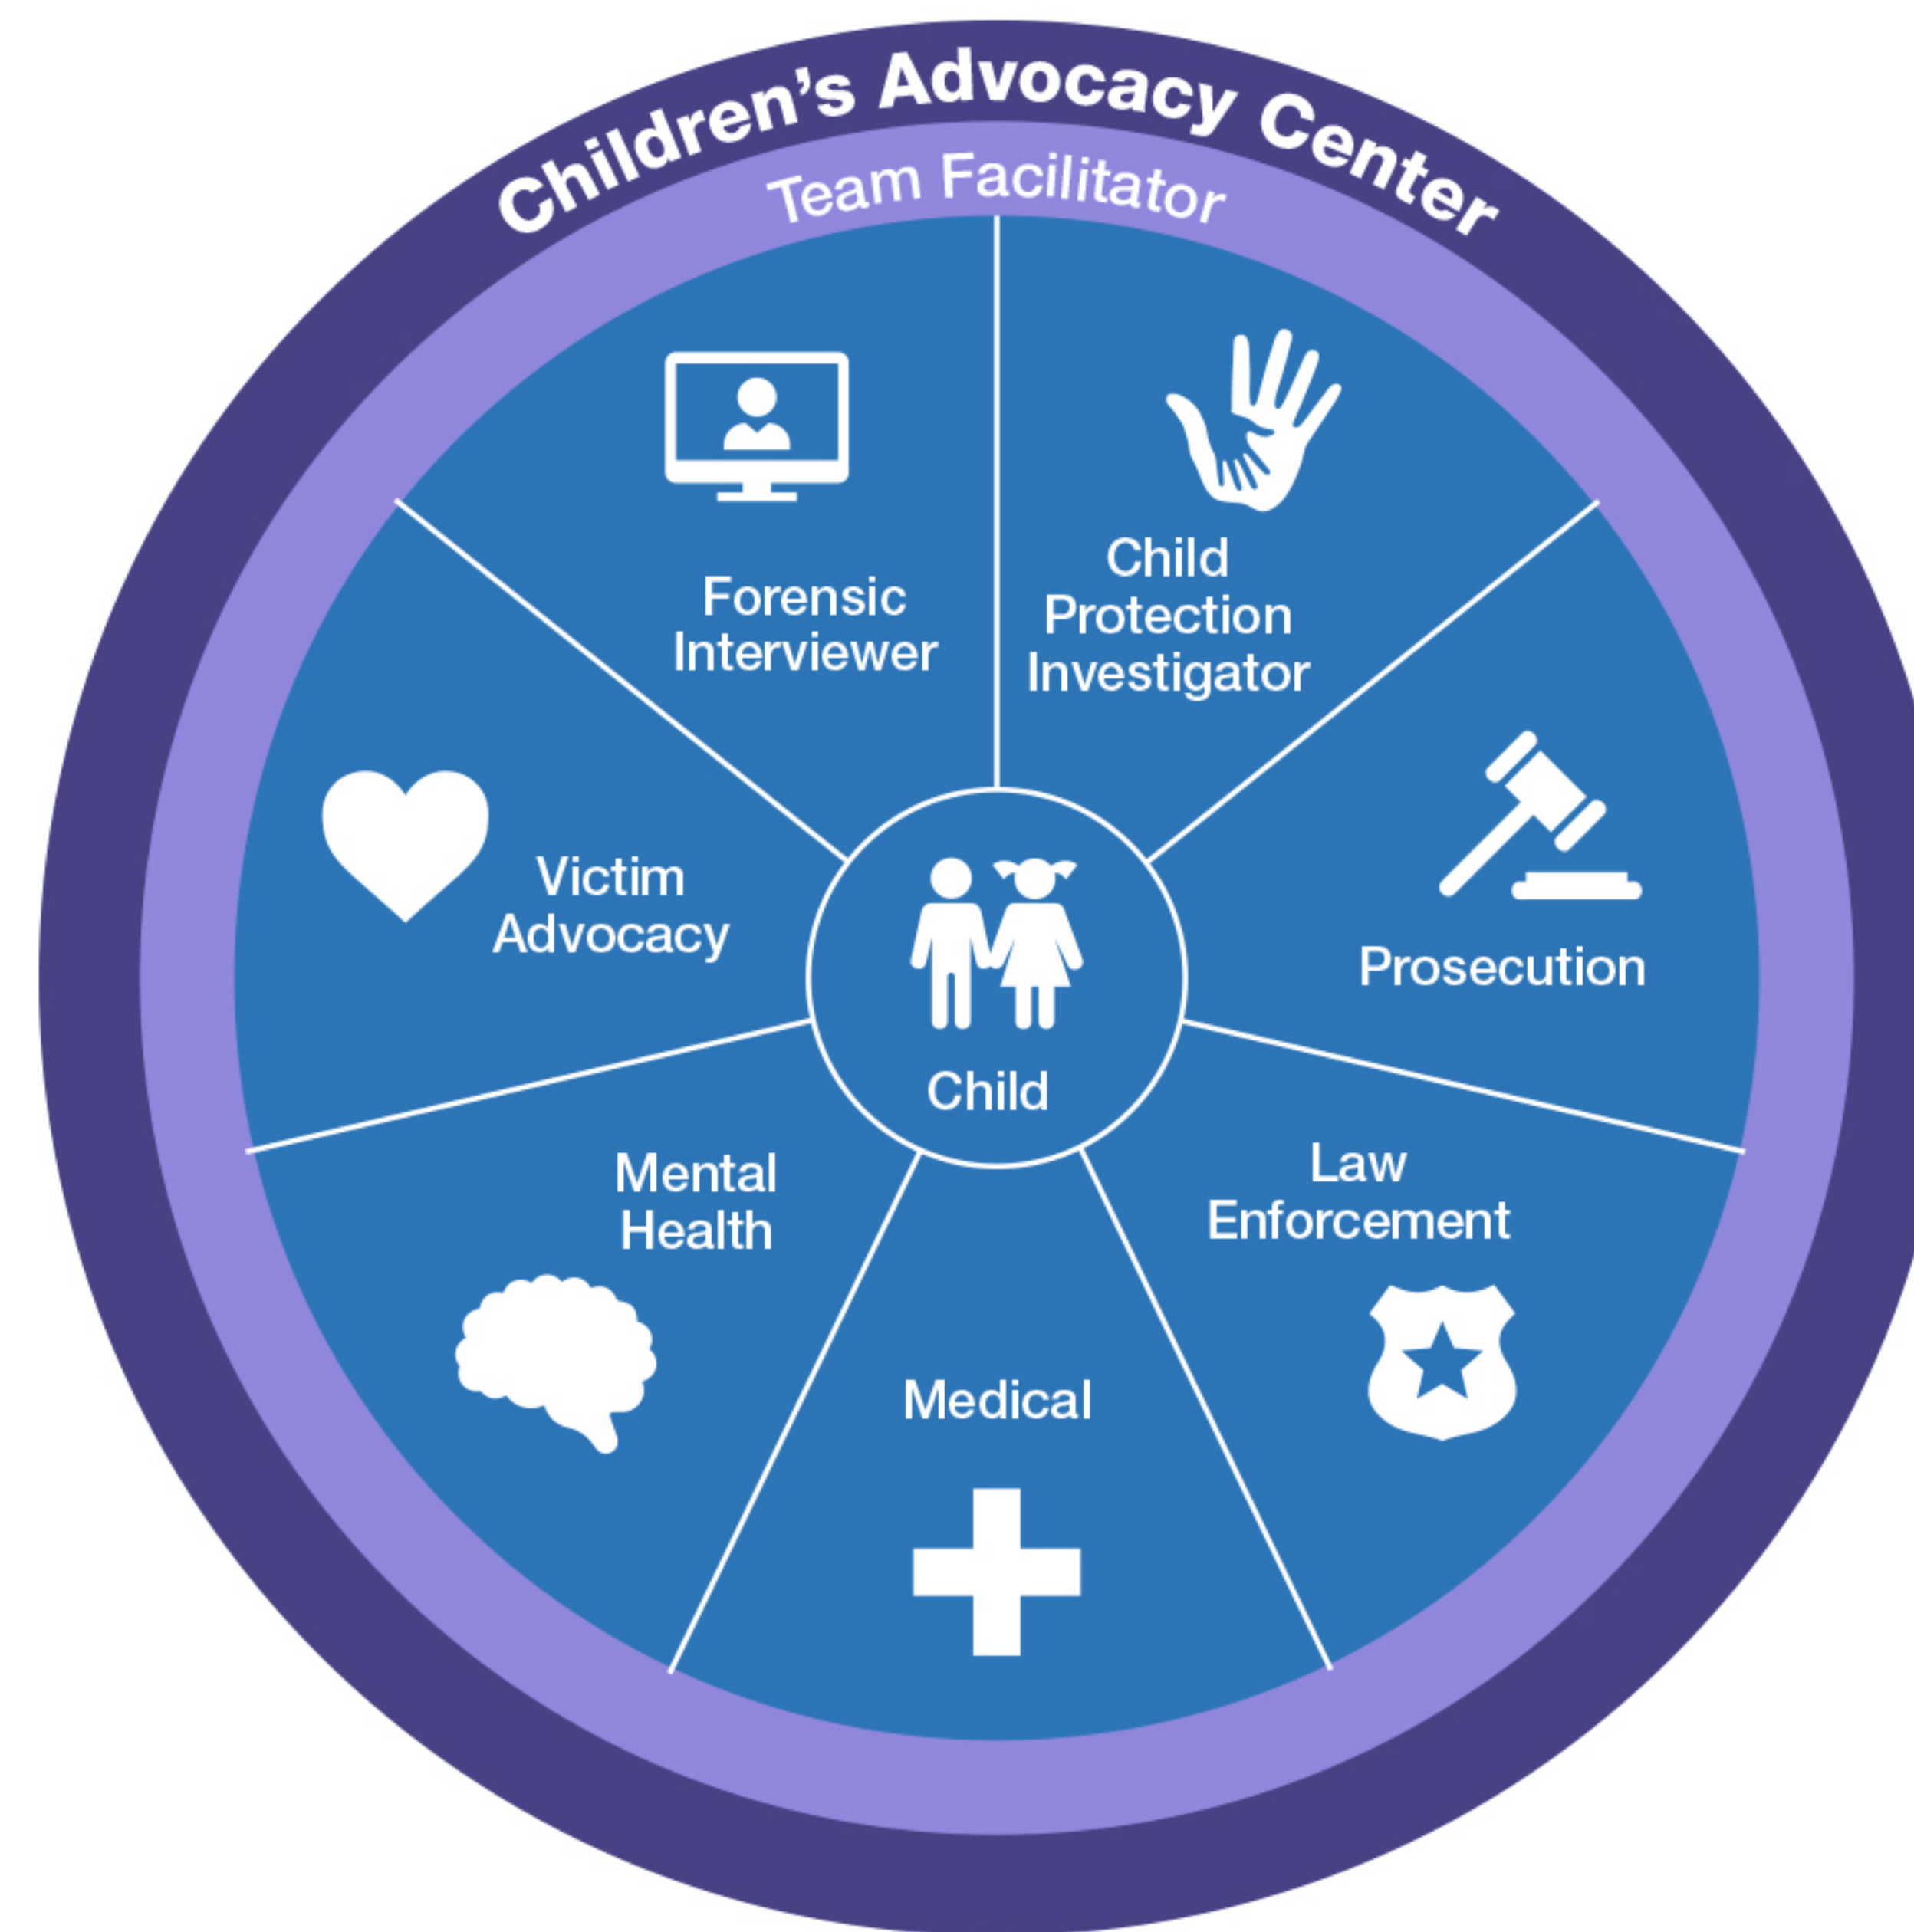 Children’s Advocacy Center
Team Facilitator
Forensic
Interviewer
Child
Protection
Investigator
Victim
Advocacy
Prosecution
Child
Mental
Health
Law
Enforcement
Medical